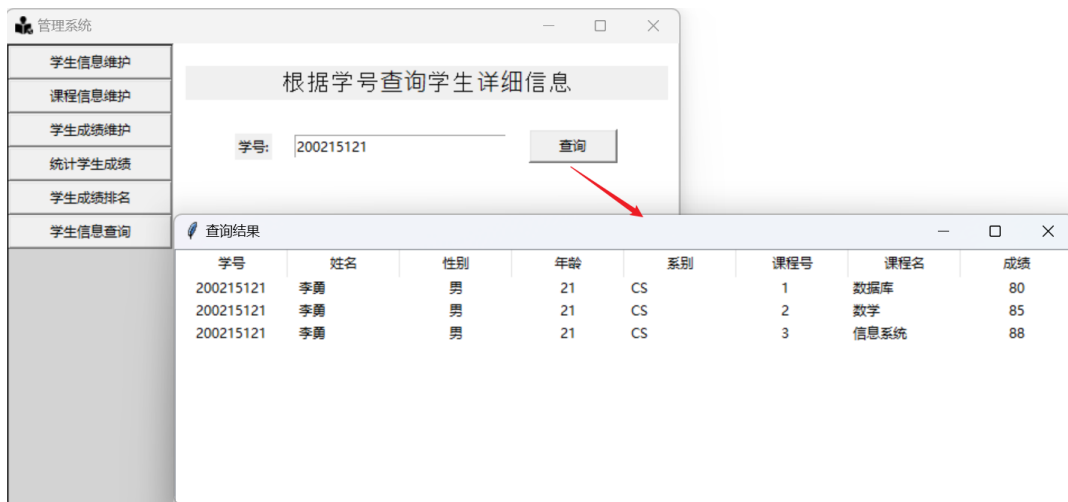 管理系统
学生信息维护
课程信息维护
学生成绩维护
统计学生成绩
学生成绩排名
学生信息查询
根据学号查询学生详细信息
学号: 200215121 查询
查询结果
学号 姓名 性别 年龄 系别 课程号 课程名 成绩
200215121 李勇 男 21 CS 1 数据库 80
200215121 李勇 男 21 CS 2 数学 85
200215121 李勇 男 21 CS 3 信息系统 88